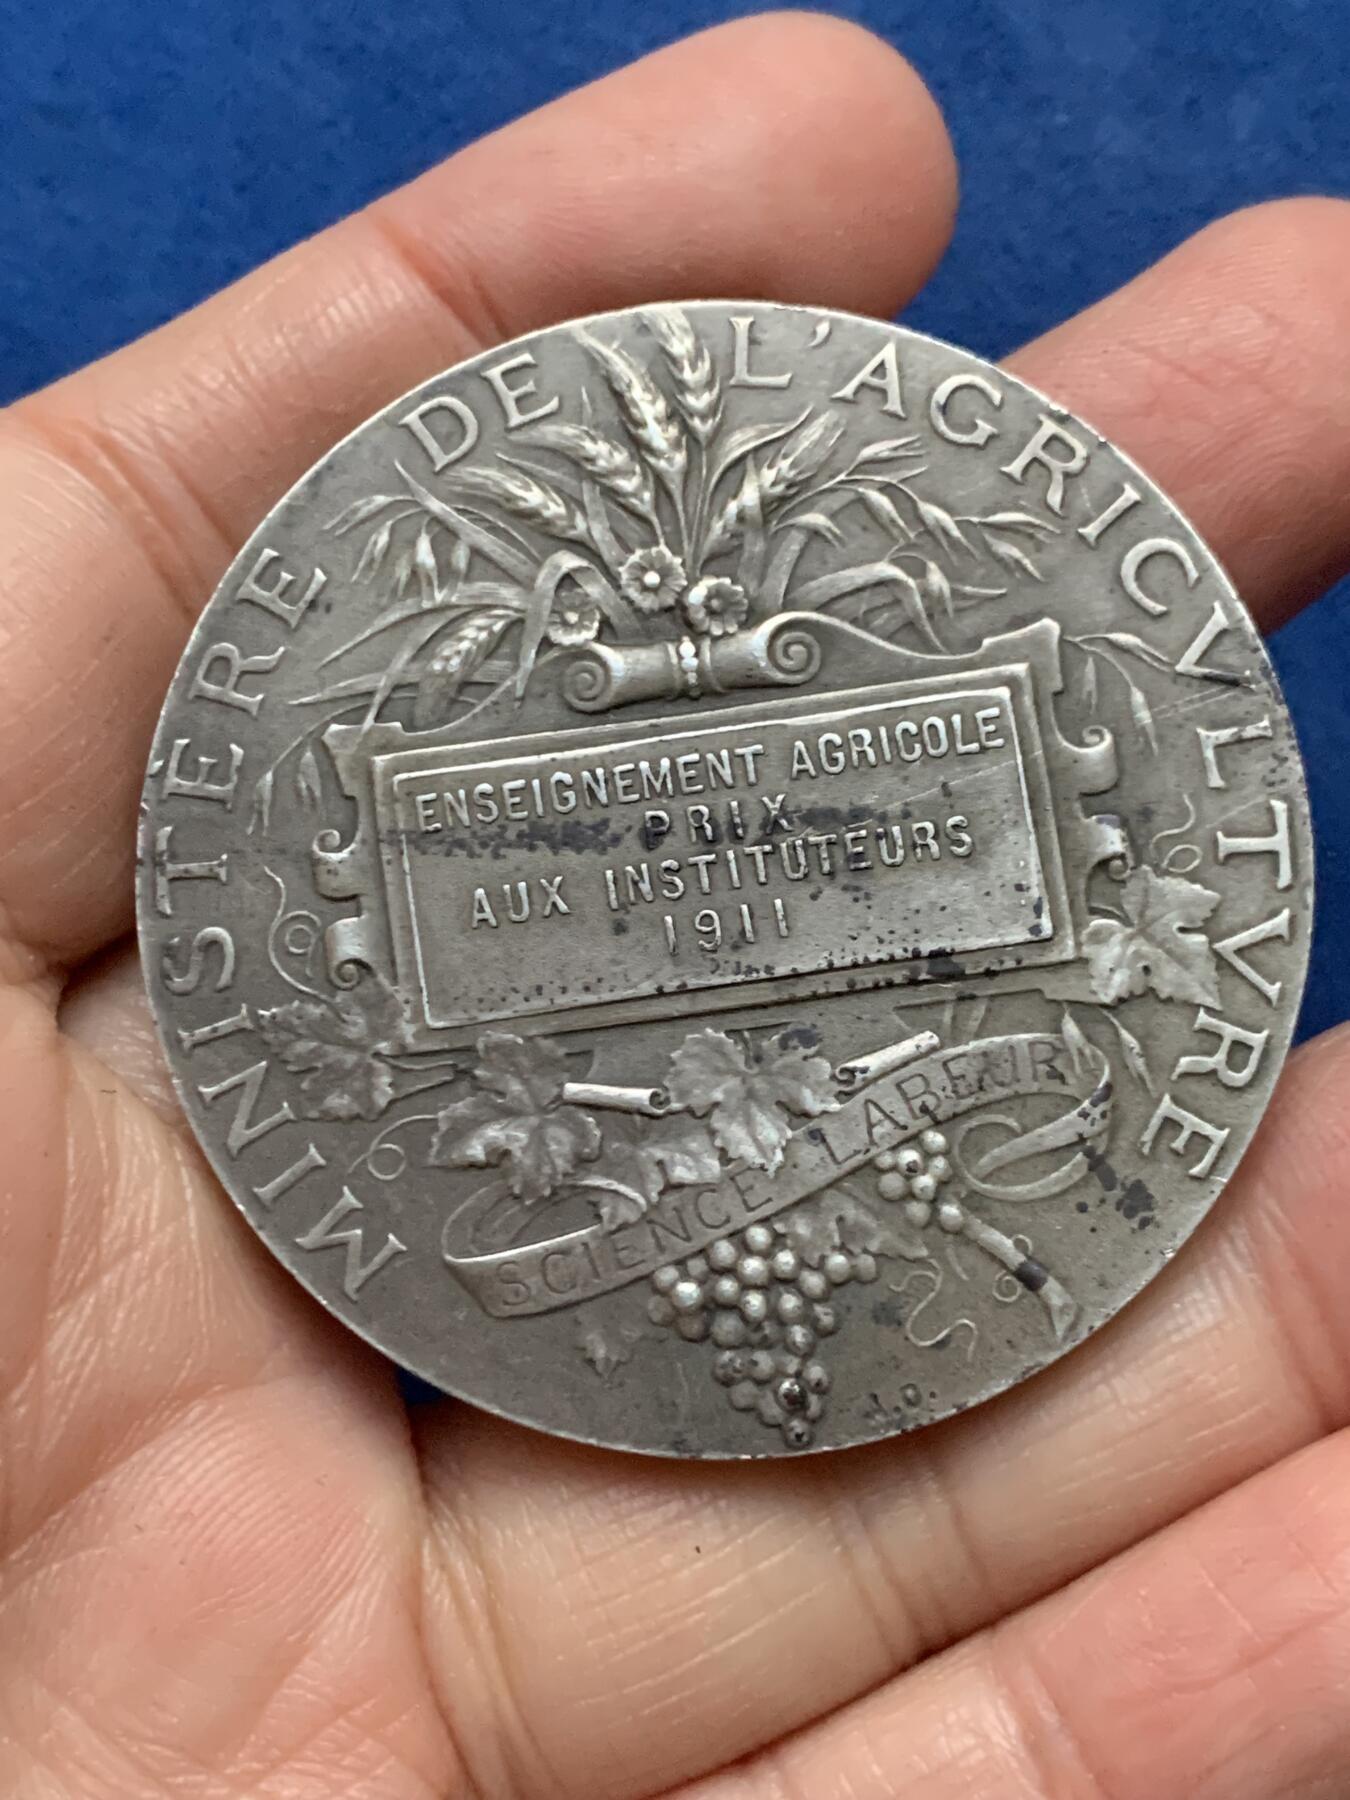 MINISTÈRE DE L'AGRICVLTVRE
ENSEIGNEMENT AGRICOLE
PRIX
AUX INSTITUTEURS
1911
SCIENCE LABEUR
J.O.